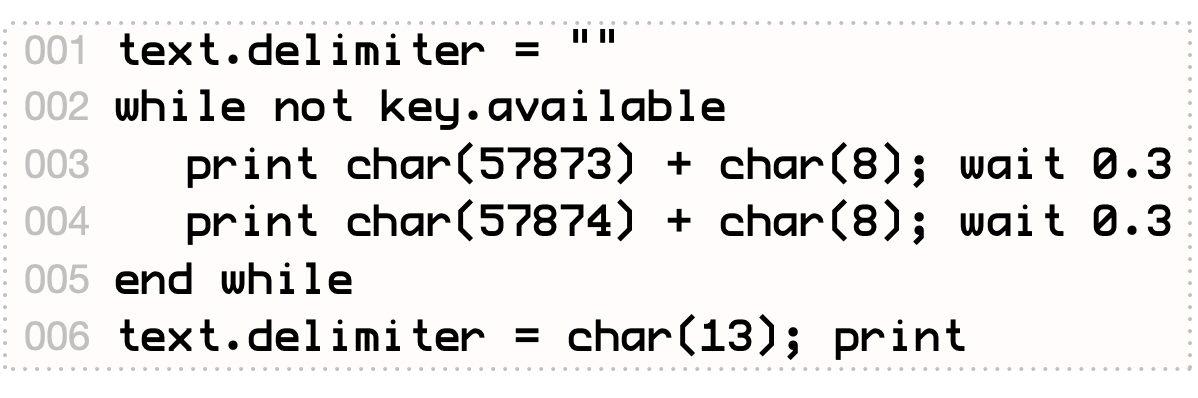 001 text.delimiter = ""
002 while not key.available
003    print char(57873) + char(8); wait 0.3
004    print char(57874) + char(8); wait 0.3
005 end while
006 text.delimiter = char(13); print